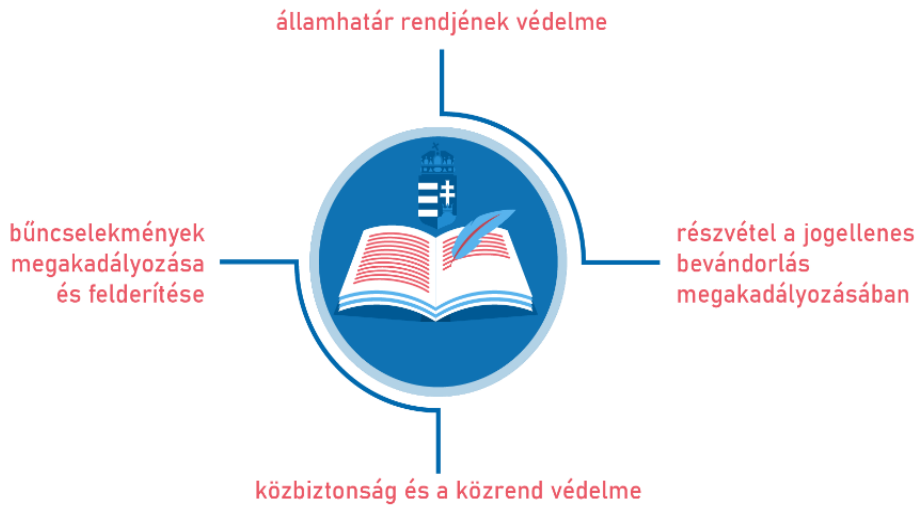 államhatár rendjének védelme
bűncselekmények
megakadályozása
és felderítése
részvétel a jogellenes
bevándorlás
megakadályozásában
közbiztonság és a közrend védelme